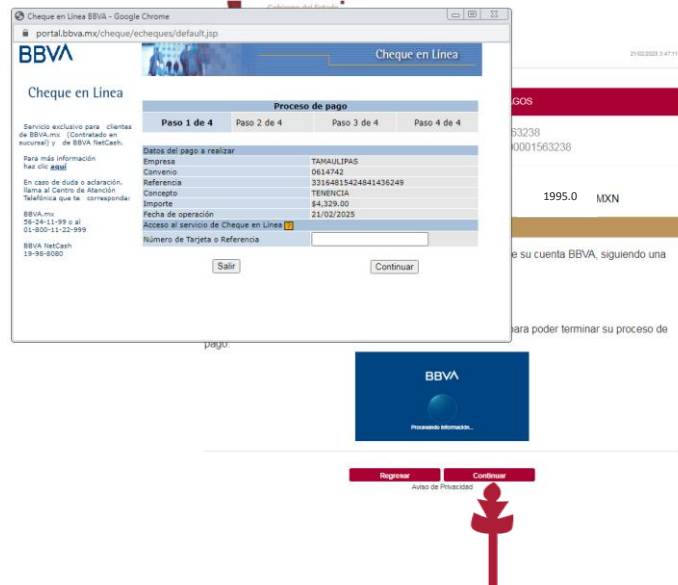 Gobierno del Estado
Cheque en Línea BBVA - Google Chrome
portal.bbva.mx/cheque/echeques/default.jsp
BBVA
Cheque en Línea
Cheque en Línea
Servicio exclusivo para clientes
de BBVA.mx (Contratado en
sucursal) y de BBVA NetCash.
Para más información
haz clic aquí
En caso de duda o aclaración,
llama al Centro de Atención
Telefónica que te corresponda:
BBVA.mx
56-24-11-99 o al
01-800-11-22-999
BBVA NetCash
19-98-8080
Proceso de pago
Paso 1 de 4 Paso 2 de 4 Paso 3 de 4 Paso 4 de 4
Datos del pago a realizar
Empresa TAMAULIPAS
Convenio 0614742
Referencia 33164815424841436249
Concepto TENENCIA
Importe $4,329.00
Fecha de operación 21/02/2025
Acceso al servicio de Cheque en Línea ?
Número de Tarjeta o Referencia
Salir Continuar
GOS
63238
00001563238
1995.0 MXN
e su cuenta BBVA, siguiendo una
para poder terminar su proceso de
pago.
BBVA
Procesando información...
Regresar Continuar
Aviso de Privacidad